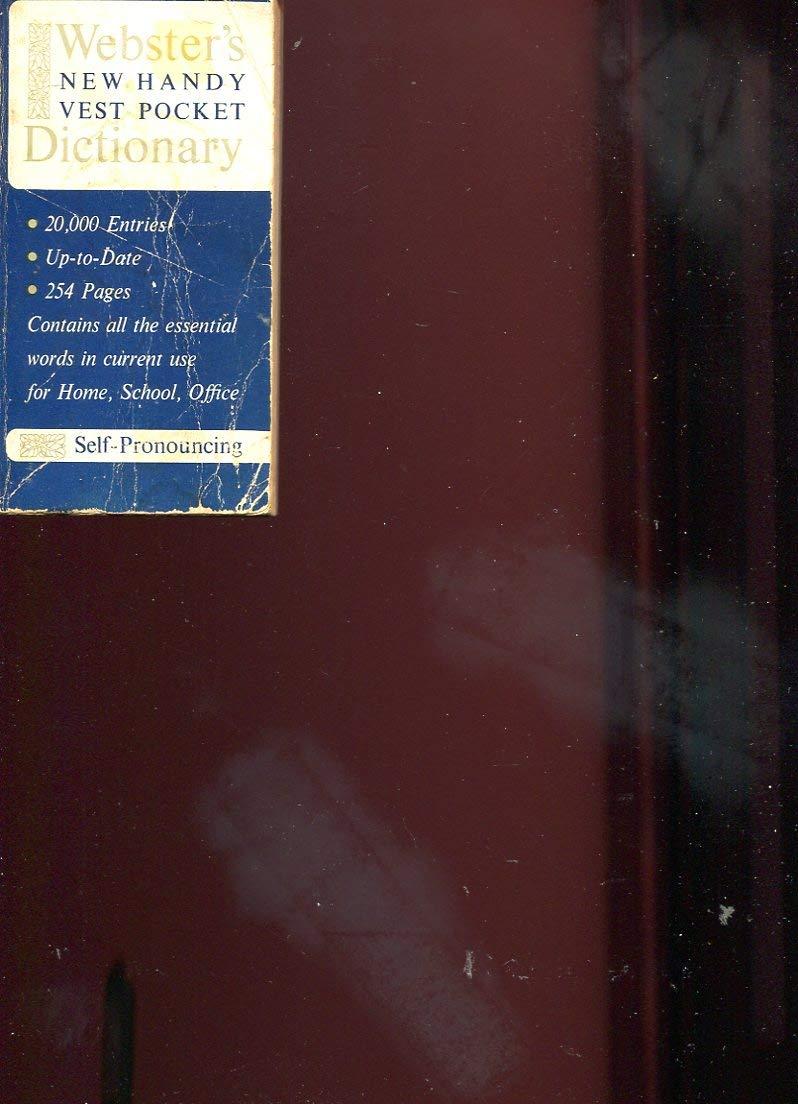 Webster's
NEW HANDY
VEST POCKET
Dictionary
• 20,000 Entries
• Up-to-Date
• 254 Pages
Contains all the essential
words in current use
for Home, School, Office
Self-Pronouncing